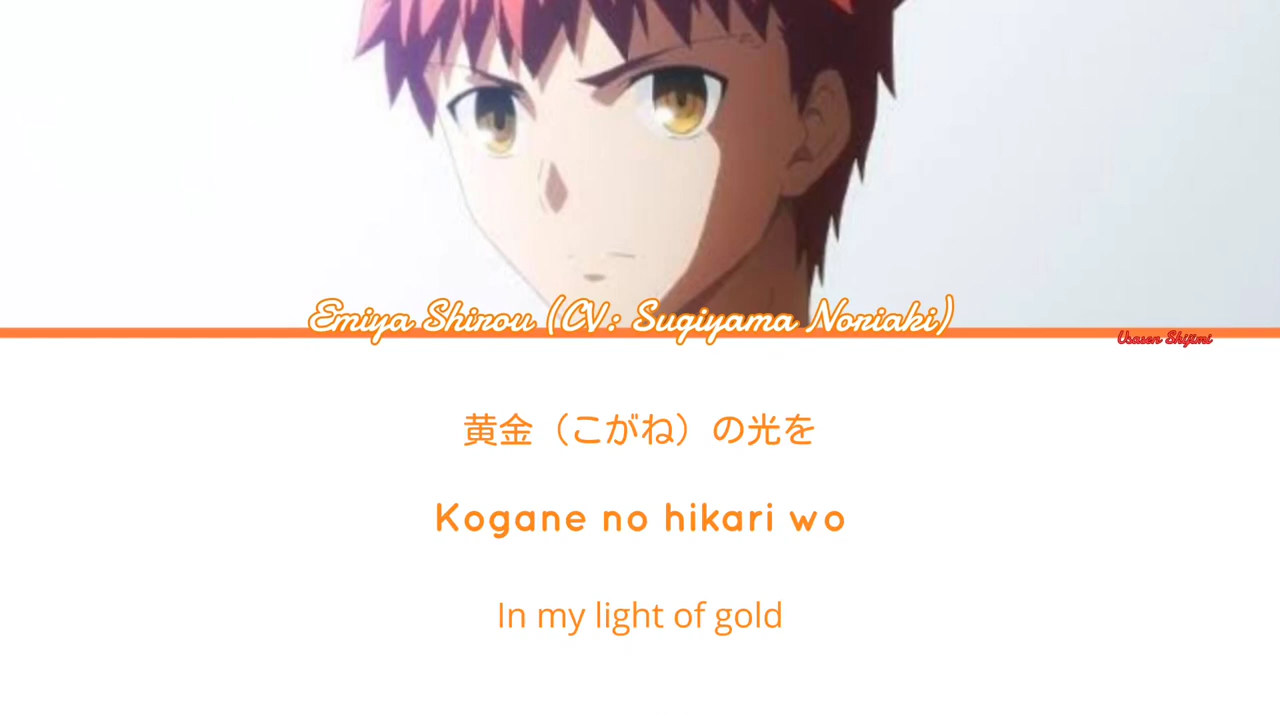 Emiya Shirou (CV: Sugiyama Noriaki)
Usasen Shijimi
黄金（こがね）の光を
Kogane no hikari wo
In my light of gold